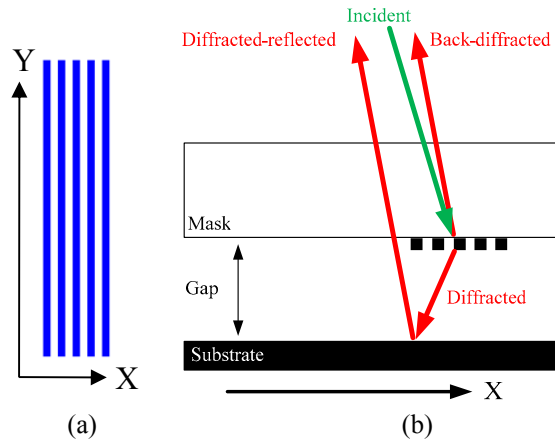 Y
X
(a)
Incident
Diffracted-reflected
Back-diffracted
Mask
Gap
Diffracted
Substrate
X
(b)